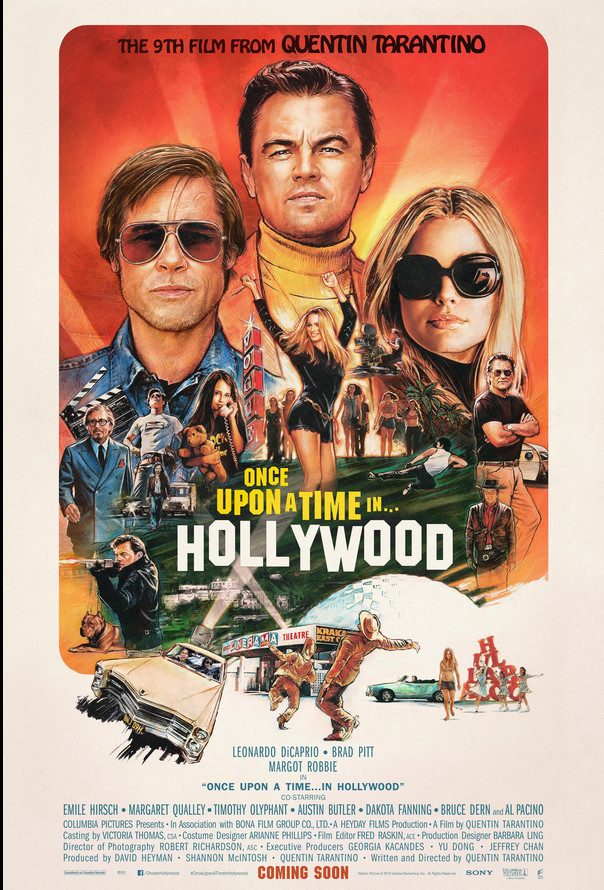 THE 9TH FILM FROM QUENTIN TARANTINO
ONCE
UPON A TIME IN...
HOLLYWOOD
CINERAMA THEATRE
LEONARDO DiCAPRIO • BRAD PITT
MARGOT ROBBIE
IN
“ONCE UPON A TIME...IN HOLLYWOOD”
CO-STARRING
EMILE HIRSCH • MARGARET QUALLEY • TIMOTHY OLYPHANT • AUSTIN BUTLER • DAKOTA FANNING • BRUCE DERN and AL PACINO
COLUMBIA PICTURES Presents • In Association with BONA FILM GROUP CO., LTD. • A HEYDAY FILMS Production • A Film by QUENTIN TARANTINO
Casting by VICTORIA THOMAS, CSA • Costume Designer ARIANNE PHILLIPS • Film Editor FRED RASKIN, ACE • Production Designer BARBARA LING
Director of Photography ROBERT RICHARDSON, ASC • Executive Producers GEORGIA KACANDES • YU DONG • JEFFREY CHAN
Produced by DAVID HEYMAN • SHANNON McINTOSH • QUENTIN TARANTINO • Written and Directed by QUENTIN TARANTINO
#OnceUponATimeInHollywood
COMING SOON
SONY